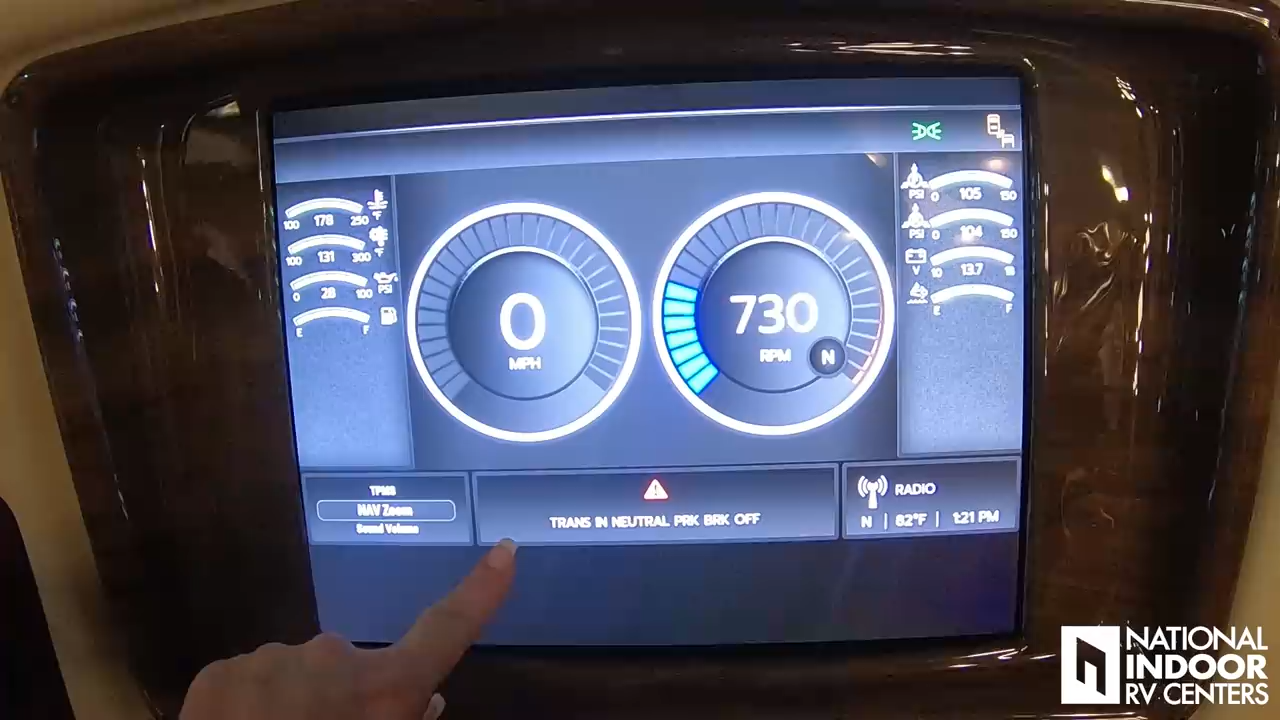 100 178 250 °F
100 131 300 °F
0 28 100 PSI
E F
0 MPH
730 RPM
N
PSI 0 105 150
PSI 0 104 150
V 10 13.7
E F
TPMS
NAV Zoom
Sound Volume
TRANS IN NEUTRAL PRK BRK OFF
RADIO
N | 82°F | 1:21 PM
NATIONAL
INDOOR
RV CENTERS